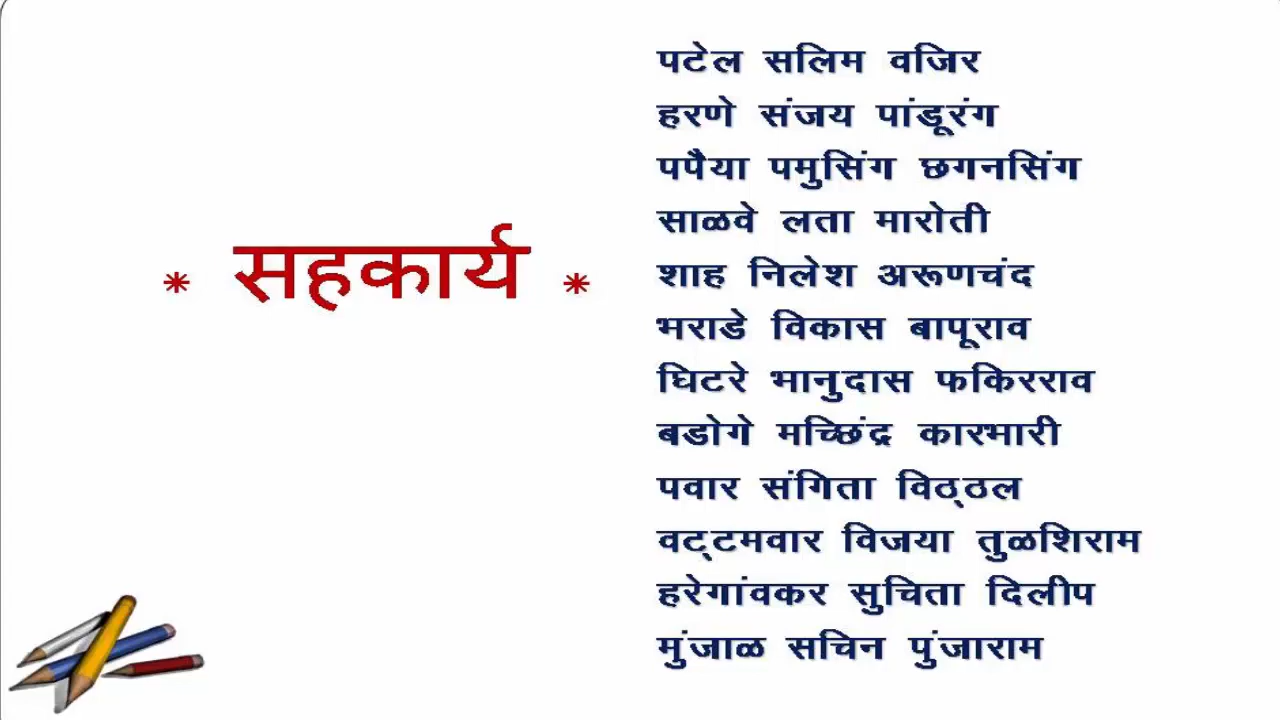 * सहकार्य *
पटेल सलिम वजिर
हरणे संजय पांडूरंग
पपैया पमुसिंग छगनसिंग
साळवे लता मारोती
शाह निलेश अरूणचंद
भराडे विकास बापूराव
घिटरे भानुदास फकिरराव
बडोगे मच्छिंद्र कारभारी
पवार संगिता विठ्ठल
वट्टमवार विजया तुळशिराम
हरेगांवकर सुचिता दिलीप
मुंजाळ सचिन पुंजाराम